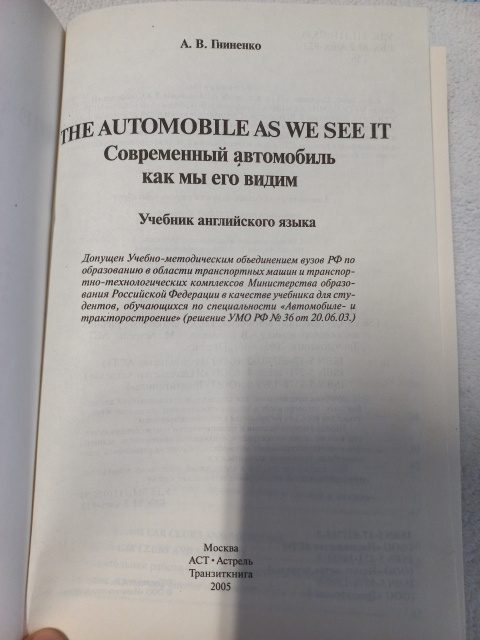 А. В. Гниненко
THE AUTOMOBILE AS WE SEE IT
Современный автомобиль
как мы его видим
Учебник английского языка
Допущен Учебно-методическим объединением вузов РФ по
образованию в области транспортных машин и транспор-
тно-технологических комплексов Министерства образо-
вания Российской Федерации в качестве учебника для сту-
дентов, обучающихся по специальности «Автомобиле- и
тракторостроение» (решение УМО РФ № 36 от 20.06.03.)
Москва
АСТ • Астрель
Транзиткнига
2005